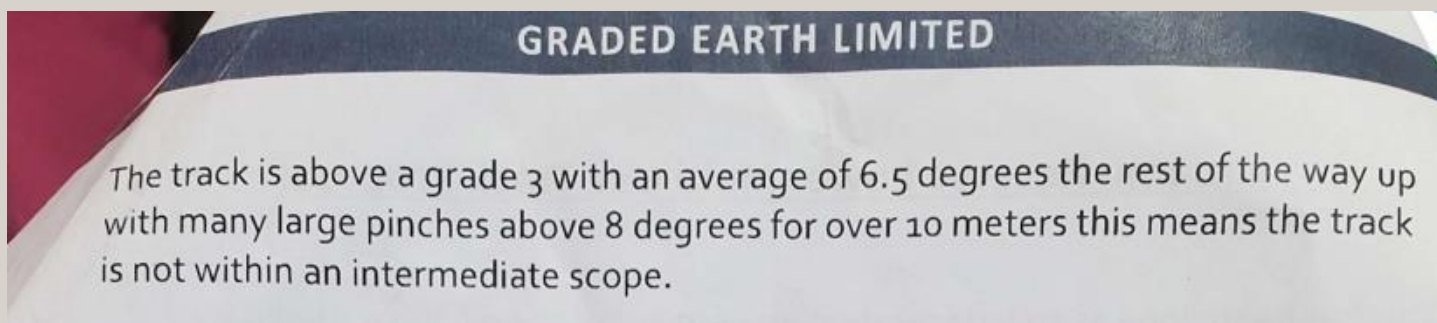 GRADED EARTH LIMITED
The track is above a grade 3 with an average of 6.5 degrees the rest of the way up
with many large pinches above 8 degrees for over 10 meters this means the track
is not within an intermediate scope.